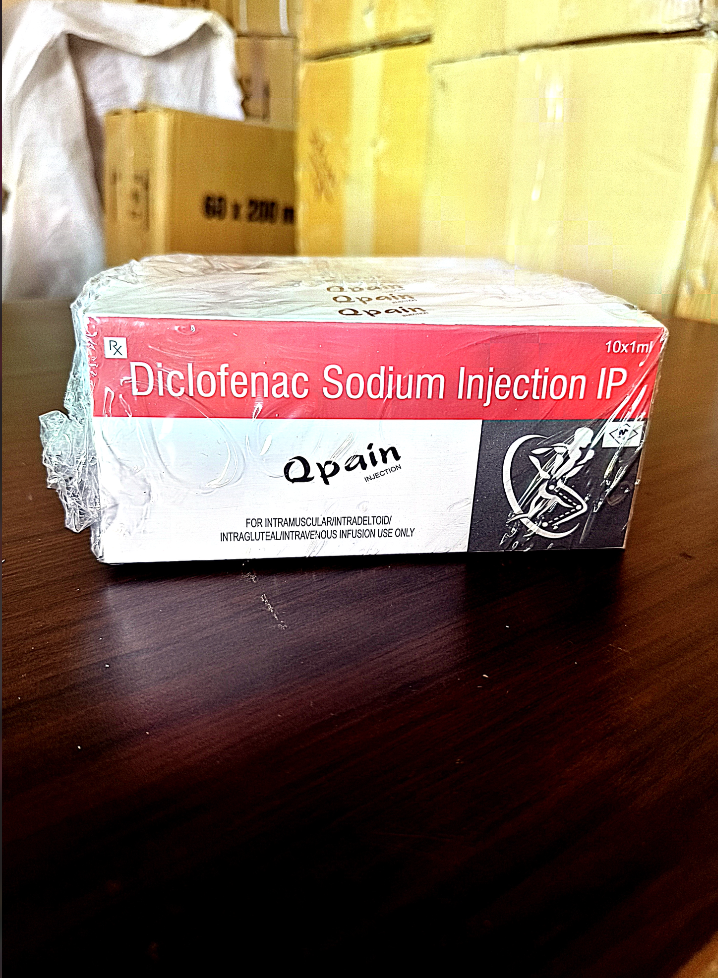 60 x 200 m
Qpain
Qpain
Rx
10x1ml
Diclofenac Sodium Injection IP
Qpain
INJECTION
FOR INTRAMUSCULAR/INTRADELTOID/
INTRAGLUTEAL/INTRAVENOUS INFUSION USE ONLY